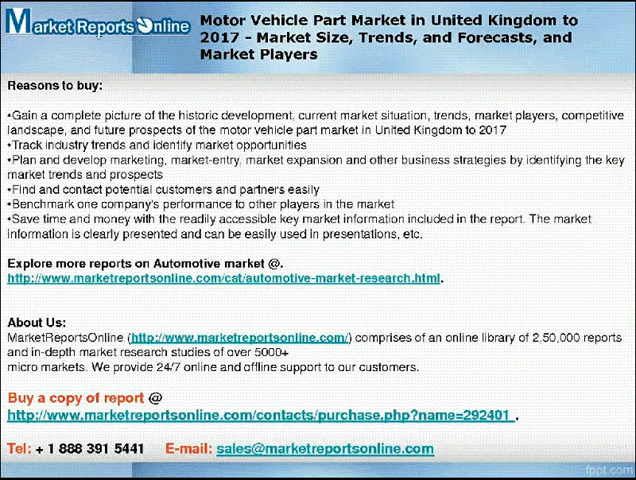 Market Reports Online
Motor Vehicle Part Market in United Kingdom to
2017 - Market Size, Trends, and Forecasts, and
Market Players
Reasons to buy:
•Gain a complete picture of the historic development, current market situation, trends, market players, competitive
landscape, and future prospects of the motor vehicle part market in United Kingdom to 2017
•Track industry trends and identify market opportunities
•Plan and develop marketing, market-entry, market expansion and other business strategies by identifying the key
market trends and prospects
•Find and contact potential customers and partners easily
•Benchmark one company's performance to other players in the market
•Save time and money with the readily accessible key market information included in the report. The market
information is clearly presented and can be easily used in presentations, etc.
Explore more reports on Automotive market @.
http://www.marketreportsonline.com/cat/automotive-market-research.html.
About Us:
MarketReportsOnline (http://www.marketreportsonline.com/) comprises of an online library of 2,50,000 reports
and in-depth market research studies of over 5000+
micro markets. We provide 24/7 online and offline support to our customers.
Buy a copy of report @
http://www.marketreportsonline.com/contacts/purchase.php?name=292401 .
Tel: + 1 888 391 5441 E-mail: sales@marketreportsonline.com
fppt.com